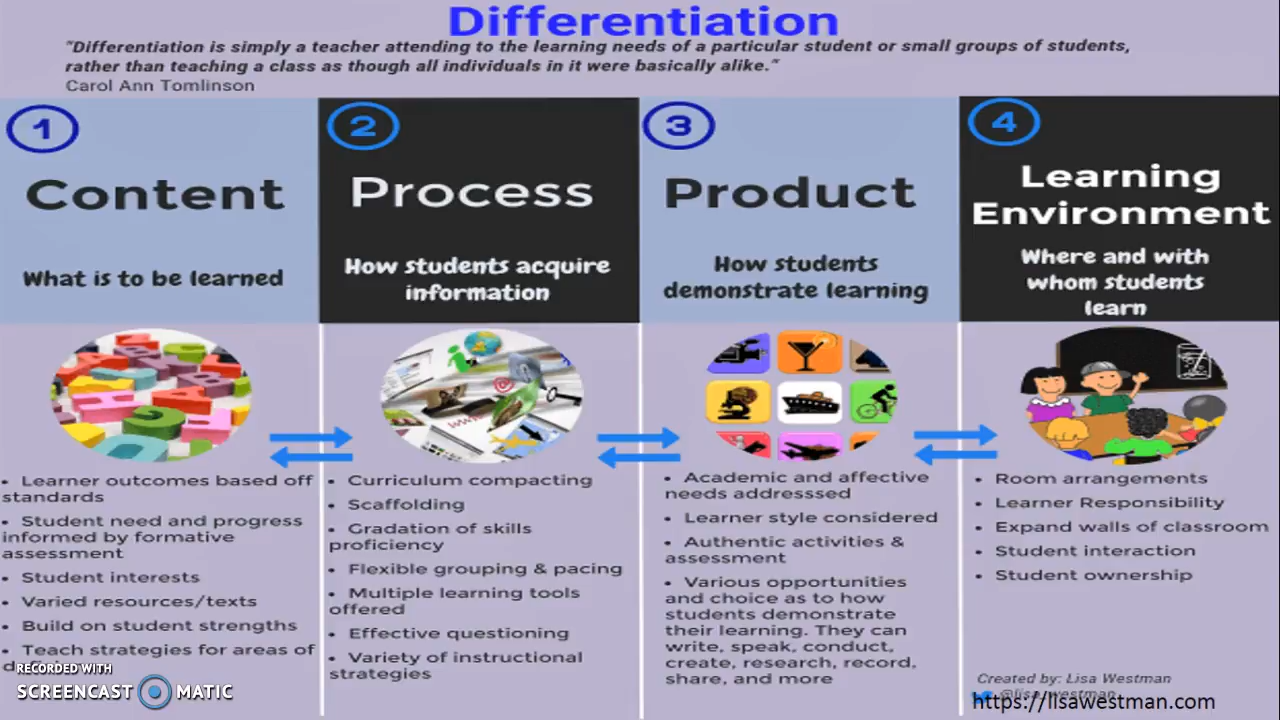 Differentiation
"Differentiation is simply a teacher attending to the learning needs of a particular student or small groups of students,
rather than teaching a class as though all individuals in it were basically alike."
Carol Ann Tomlinson
1
Content
What is to be learned
• Learner outcomes based off
standards
• Student need and progress
informed by formative
assessment
• Student interests
• Varied resources/texts
• Build on student strengths
• Teach strategies for areas of
2
Process
How students acquire
information
• Curriculum compacting
• Scaffolding
• Gradation of skills
proficiency
• Flexible grouping & pacing
• Multiple learning tools
offered
• Effective questioning
• Variety of instructional
strategies
3
Product
How students
demonstrate learning
• Academic and affective
needs addresssed
• Learner style considered
• Authentic activities &
assessment
• Various opportunities
and choice as to how
students demonstrate
their learning. They can
write, speak, conduct,
create, research, record,
share, and more
4
Learning
Environment
Where and with
whom students
learn
• Room arrangements
• Learner Responsibility
• Expand walls of classroom
• Student interaction
• Student ownership
Created by: Lisa Westman
@lisa_westman
https://lisawestman.com
RECORDED WITH
SCREENCAST MATIC